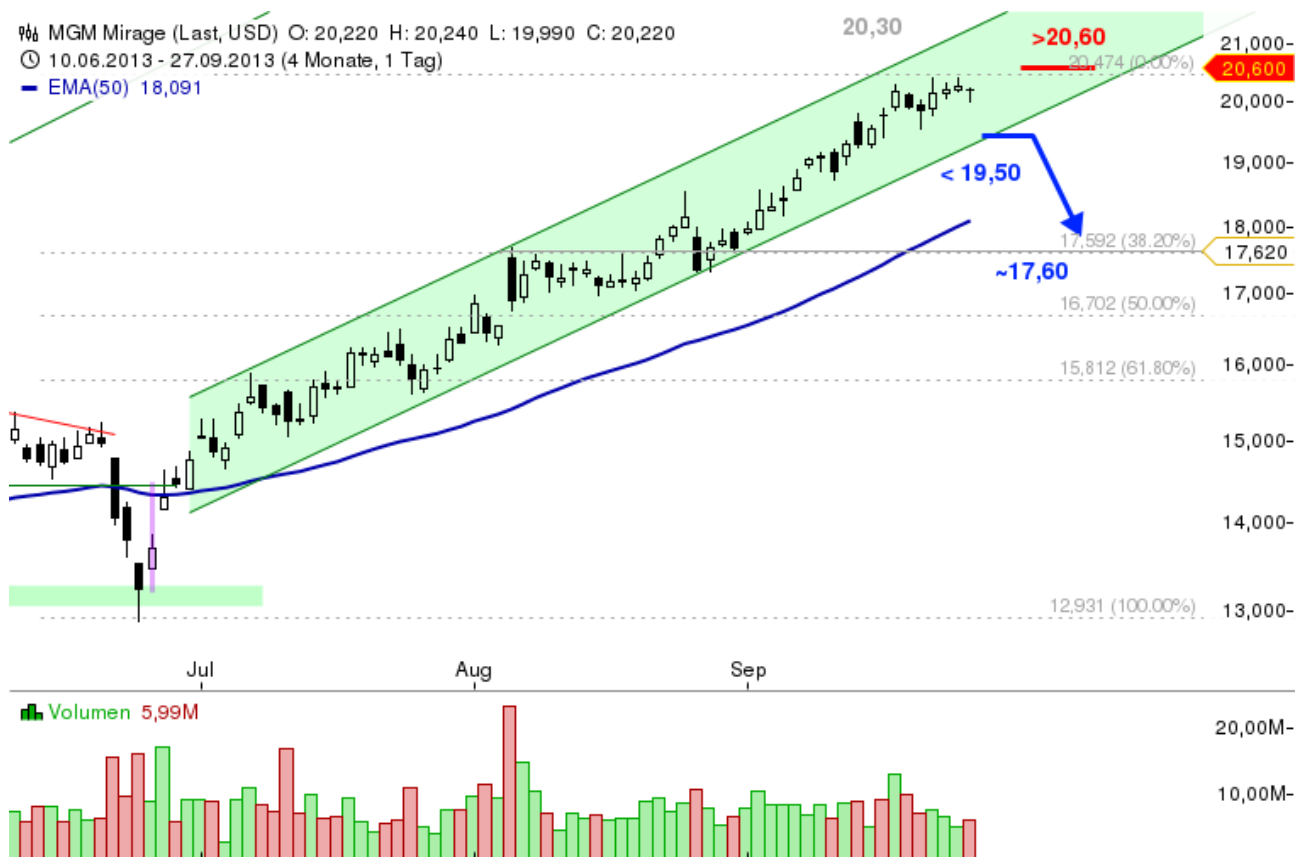 MGM Mirage (Last, USD) O: 20,220 H: 20,240 L: 19,990 C: 20,220
10.06.2013 - 27.09.2013 (4 Monate, 1 Tag)
EMA(50) 18,091
20,30
>20,60
20,474 (0.00%)
21,000-
20,600
20,000-
19,000-
< 19,50
18,000-
17,592 (38.20%)
17,620
~17,60
17,000-
16,702 (50.00%)
16,000-
15,812 (61.80%)
15,000-
14,000-
12,931 (100.00%)
13,000-
Jul Aug Sep
Volumen 5,99M
20,00M-
10,00M-